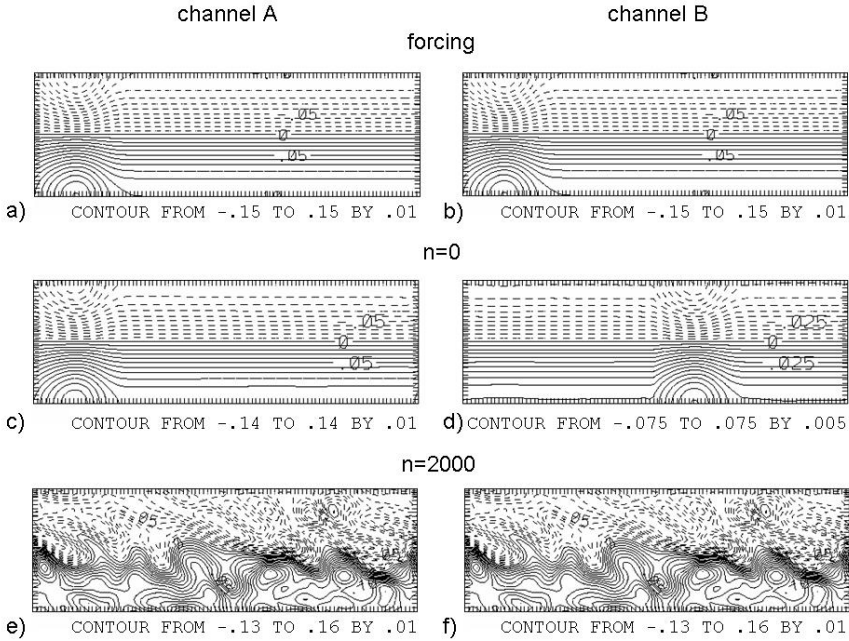 channel A
channel B
forcing
-.05
0
.05
-.05
0
.05
a)
CONTOUR FROM -.15 TO .15 BY .01
b)
CONTOUR FROM -.15 TO .15 BY .01
n=0
-.05
0
.05
-.025
0
.025
c)
CONTOUR FROM -.14 TO .14 BY .01
d)
CONTOUR FROM -.075 TO .075 BY .005
n=2000
e)
CONTOUR FROM -.13 TO .16 BY .01
f)
CONTOUR FROM -.13 TO .16 BY .01